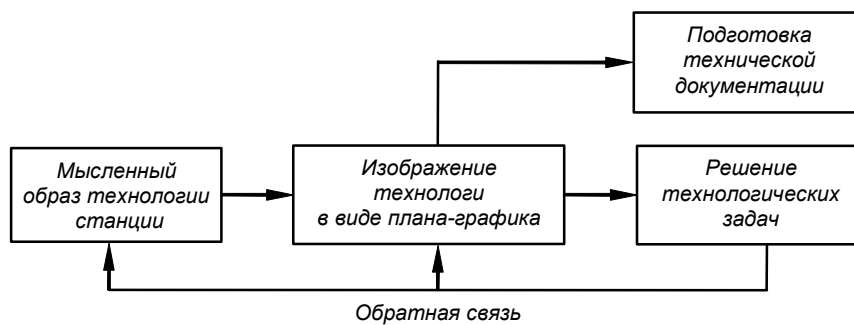 Подготовка
технической
документации
Мысленный
образ технологии
станции
Изображение
технологи
в виде плана-графика
Решение
технологических
задач
Обратная связь